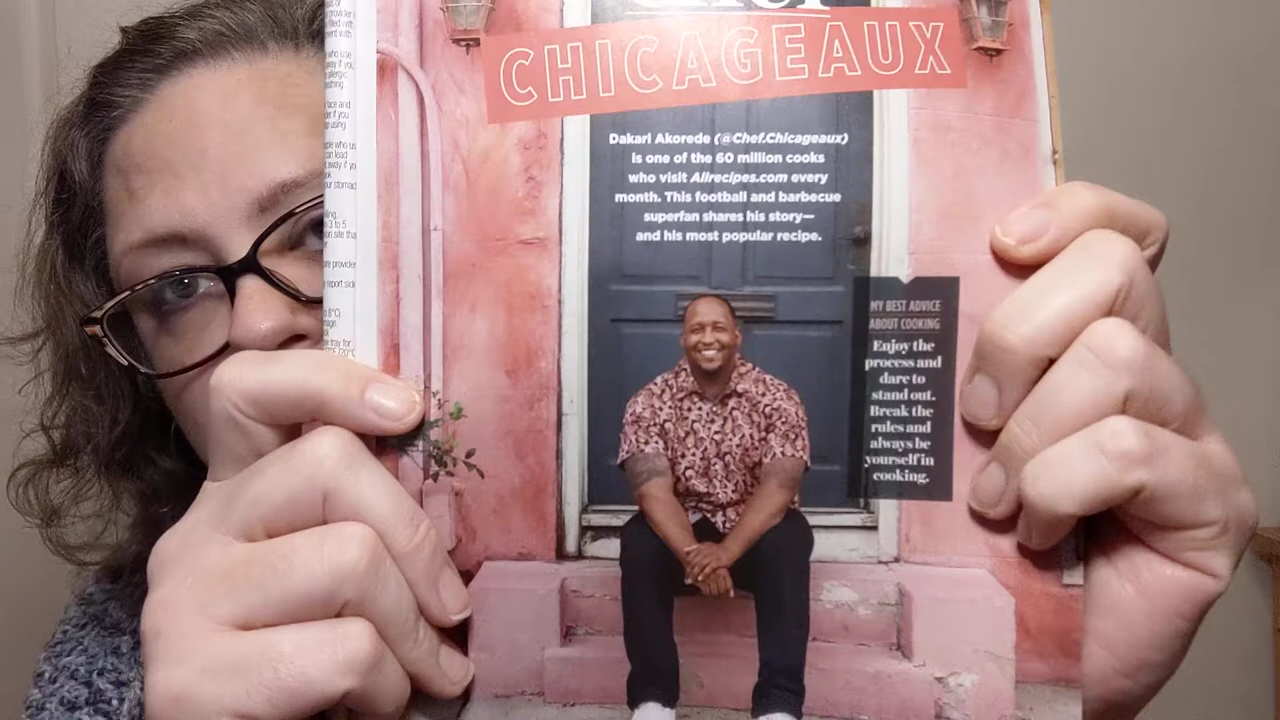 CHICAGEAUX
Dakari Akorede (@Chef.Chicageaux)
is one of the 60 million cooks
who visit Allrecipes.com every
month. This football and barbecue
superfan shares his story—
and his most popular recipe.
MY BEST ADVICE
ABOUT COOKING
Enjoy the
process and
dare to
stand out.
Break the
rules and
always be
yourself in
cooking.